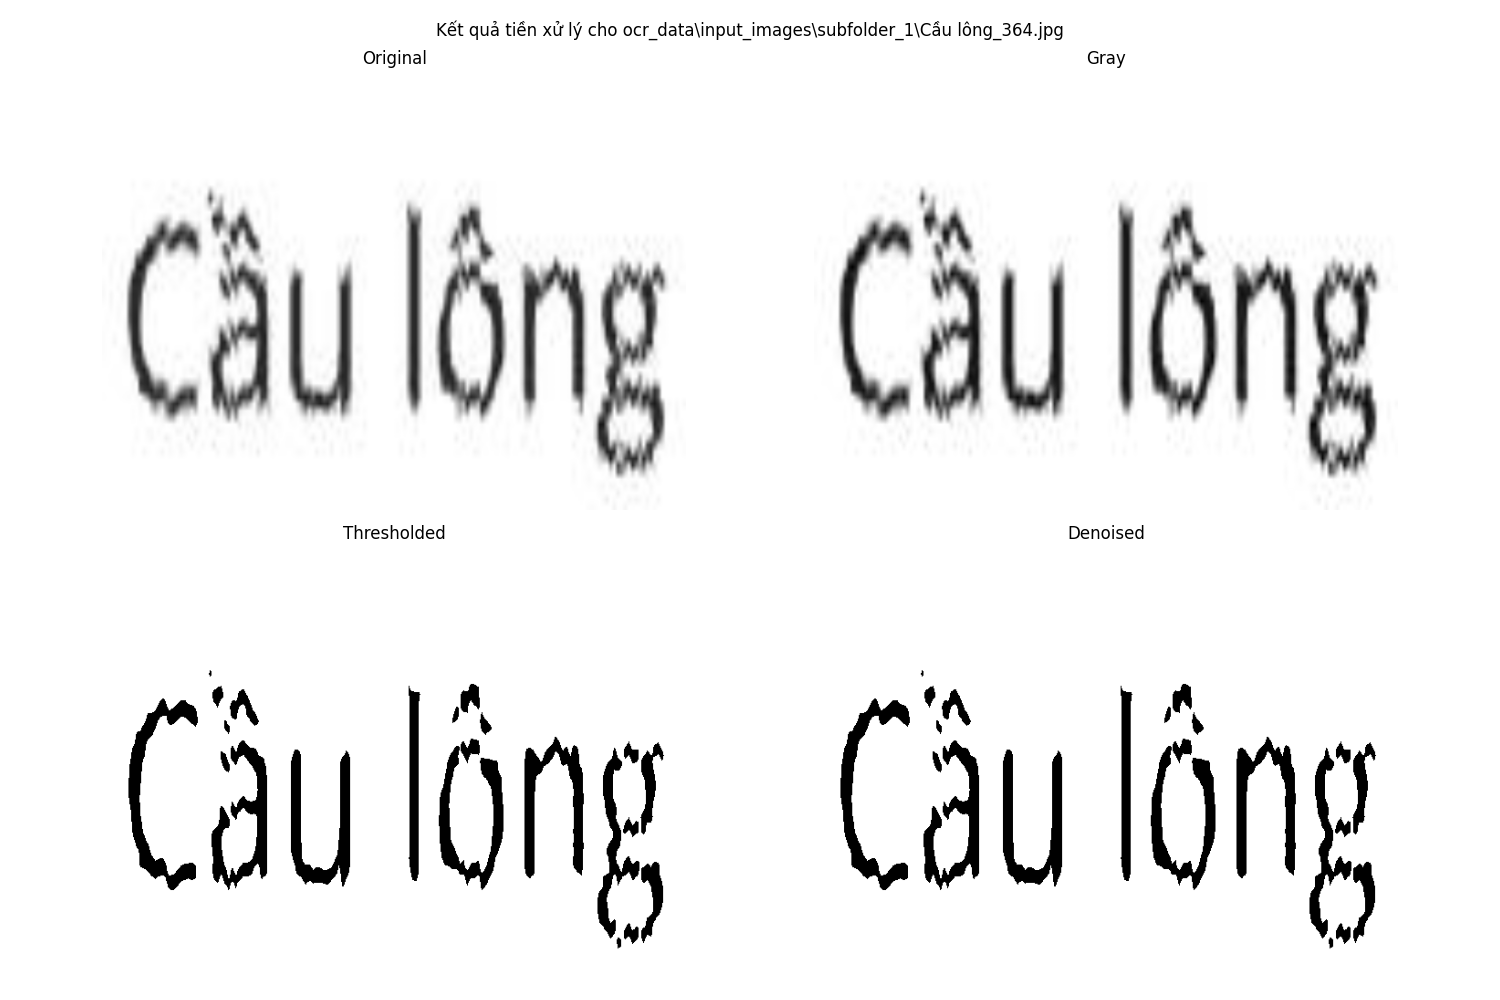 Kết quả tiền xử lý cho ocr_data\input_images\subfolder_1\Cầu lông_364.jpg
Original
Gray
Cầu lông
Cầu lông
Thresholded
Denoised
Cầu lông
Cầu lông